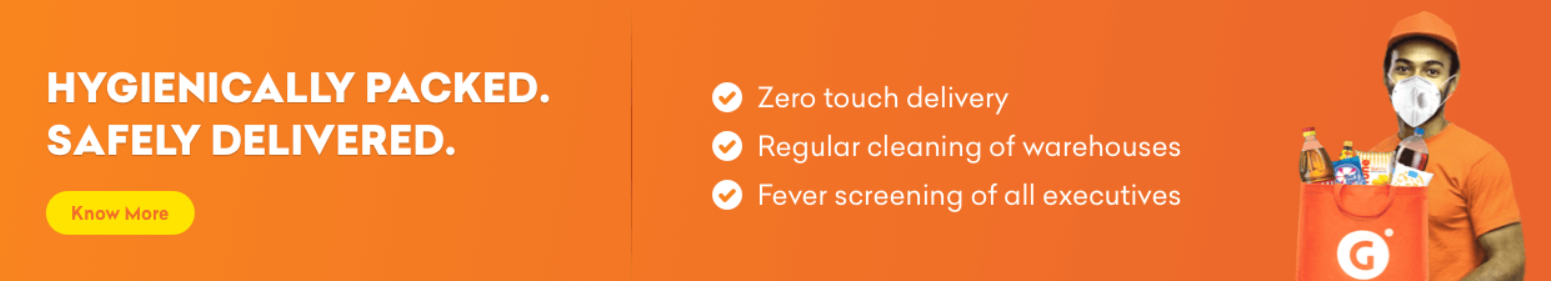 HYGIENICALLY PACKED.
SAFELY DELIVERED.
Know More
Zero touch delivery
Regular cleaning of warehouses
Fever screening of all executives
G